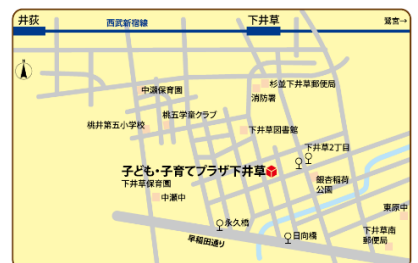 井荻
西武新宿線
下井草
鷺宮→
N
中瀬保育園
杉並下井草郵便局
消防署
桃五学童クラブ
桃井第五小学校
下井草図書館
下井草2丁目
子ども・子育てプラザ下井草
下井草保育園
銀杏稲荷
公園
中瀬中
東原中
永久橋
早稲田通り
日向橋
下井草南
郵便局